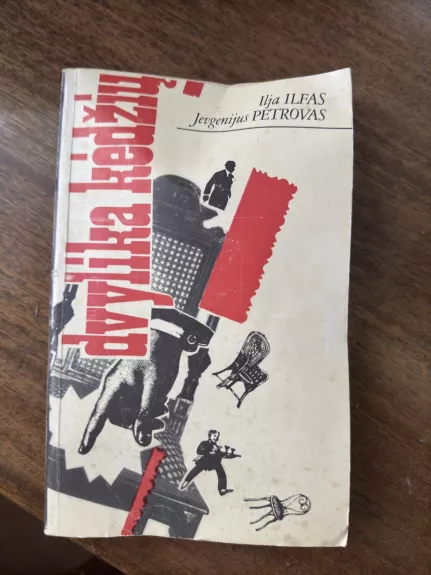 Ilja ILFAS
Jevgenijus PETROVAS
dvylika kėdžių